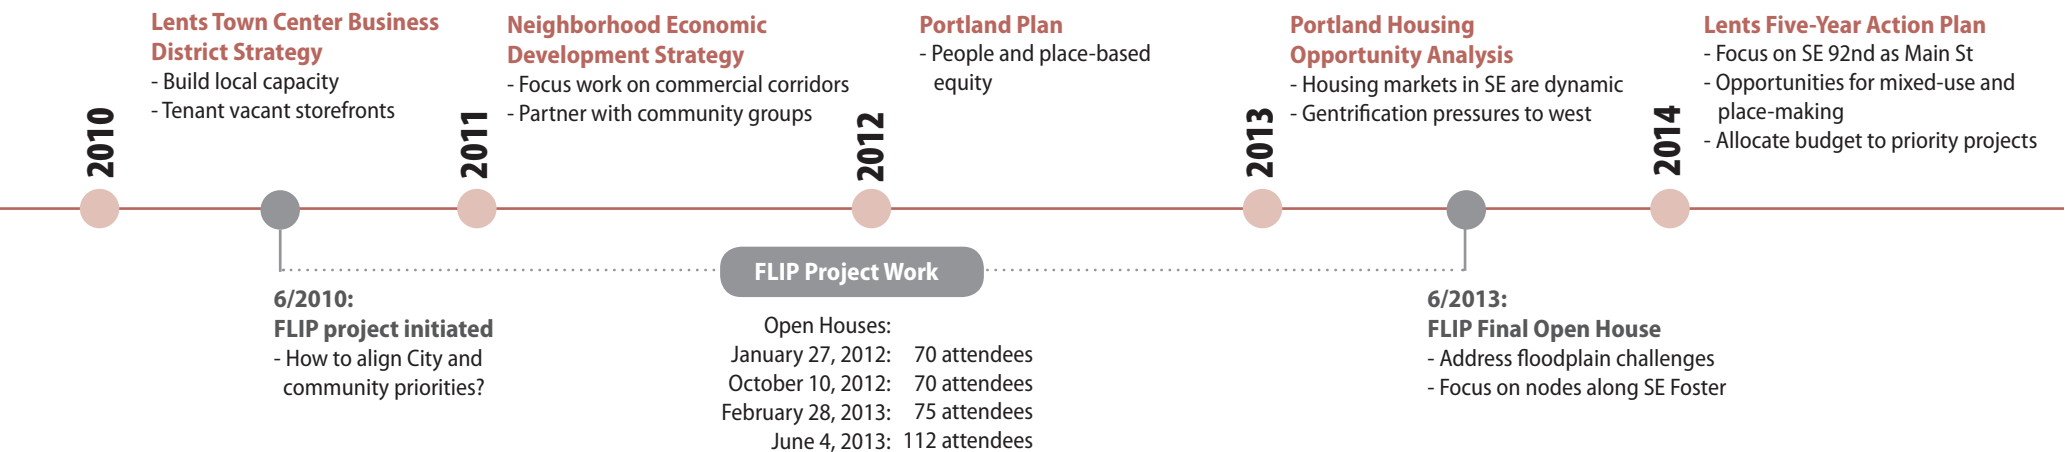 2010
Lents Town Center Business
District Strategy
- Build local capacity
- Tenant vacant storefronts
2011
Neighborhood Economic
Development Strategy
- Focus work on commercial corridors
- Partner with community groups
2012
Portland Plan
- People and place-based
equity
2013
Portland Housing
Opportunity Analysis
- Housing markets in SE are dynamic
- Gentrification pressures to west
2014
Lents Five-Year Action Plan
- Focus on SE 92nd as Main St
- Opportunities for mixed-use and
place-making
- Allocate budget to priority projects
6/2010:
FLIP project initiated
- How to align City and
community priorities?
FLIP Project Work
Open Houses:
January 27, 2012: 70 attendees
October 10, 2012: 70 attendees
February 28, 2013: 75 attendees
June 4, 2013: 112 attendees
6/2013:
FLIP Final Open House
- Address floodplain challenges
- Focus on nodes along SE Foster